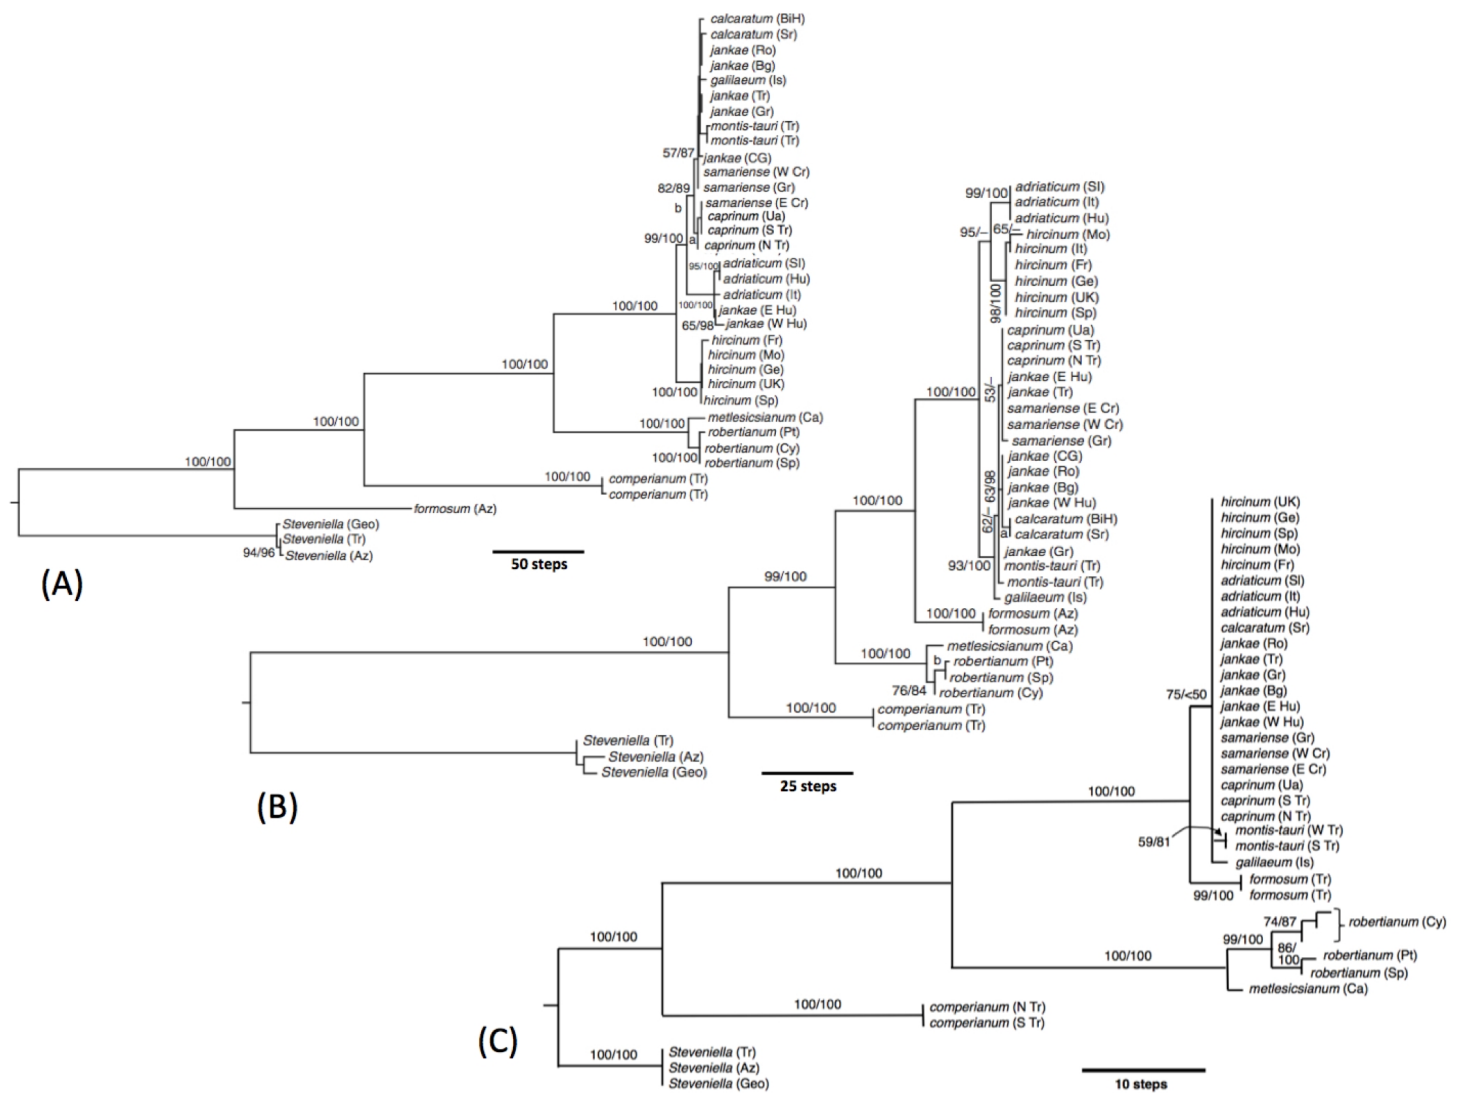 calcaratum (BiH)
calcaratum (Sr)
jankae (Ro)
jankae (Bg)
galilaeum (Is)
jankae (Tr)
jankae (Gr)
montis-tauri (Tr)
montis-tauri (Tr)
57/87
jankae (CG)
samariense (W Cr)
82/89
samariense (Gr)
b
samariense (E Cr)
caprinum (Ua)
caprinum (S Tr)
99/100
a
caprinum (N Tr)
95/100
adriaticum (Sl)
adriaticum (Hu)
adriaticum (It)
100/100
100/100
jankae (E Hu)
65/98
jankae (W Hu)
hircinum (Fr)
hircinum (Mo)
hircinum (Ge)
hircinum (UK)
100/100
hircinum (Sp)
100/100
metlesicsianum (Ca)
100/100
robertianum (Pt)
robertianum (Cy)
100/100
robertianum (Sp)
100/100
100/100
100/100
comperianum (Tr)
comperianum (Tr)
formosum (Az)
Steveniella (Geo)
Steveniella (Tr)
94/96
Steveniella (Az)
50 steps
(A)
99/100
adriaticum (Sl)
adriaticum (It)
adriaticum (Hu)
95/–
65/–
hircinum (Mo)
hircinum (It)
hircinum (Fr)
hircinum (Ge)
98/100
hircinum (UK)
hircinum (Sp)
caprinum (Ua)
caprinum (S Tr)
caprinum (N Tr)
jankae (E Hu)
100/100
53/–
jankae (Tr)
samariense (E Cr)
samariense (W Cr)
samariense (Gr)
jankae (CG)
jankae (Ro)
63/98
jankae (Bg)
100/100
jankae (W Hu)
62/–
calcaratum (BiH)
a
calcaratum (Sr)
jankae (Gr)
93/100
montis-tauri (Tr)
montis-tauri (Tr)
99/100
galilaeum (Is)
100/100
formosum (Az)
formosum (Az)
100/100
metlesicsianum (Ca)
100/100
b
robertianum (Pt)
robertianum (Sp)
76/84
robertianum (Cy)
100/100
comperianum (Tr)
comperianum (Tr)
Steveniella (Tr)
Steveniella (Az)
Steveniella (Geo)
25 steps
(B)
hircinum (UK)
hircinum (Ge)
hircinum (Sp)
hircinum (Mo)
hircinum (Fr)
adriaticum (Sl)
adriaticum (It)
adriaticum (Hu)
calcaratum (Sr)
jankae (Ro)
jankae (Tr)
jankae (Gr)
75/<50
jankae (Bg)
jankae (E Hu)
jankae (W Hu)
samariense (Gr)
samariense (W Cr)
samariense (E Cr)
caprinum (Ua)
100/100
caprinum (S Tr)
caprinum (N Tr)
montis-tauri (W Tr)
59/81
montis-tauri (S Tr)
galilaeum (Is)
100/100
formosum (Tr)
99/100
formosum (Tr)
74/87
robertianum (Cy)
100/100
99/100
86/
100
robertianum (Pt)
100/100
robertianum (Sp)
metlesicsianum (Ca)
100/100
comperianum (N Tr)
comperianum (S Tr)
(C)
100/100
Steveniella (Tr)
Steveniella (Az)
Steveniella (Geo)
10 steps